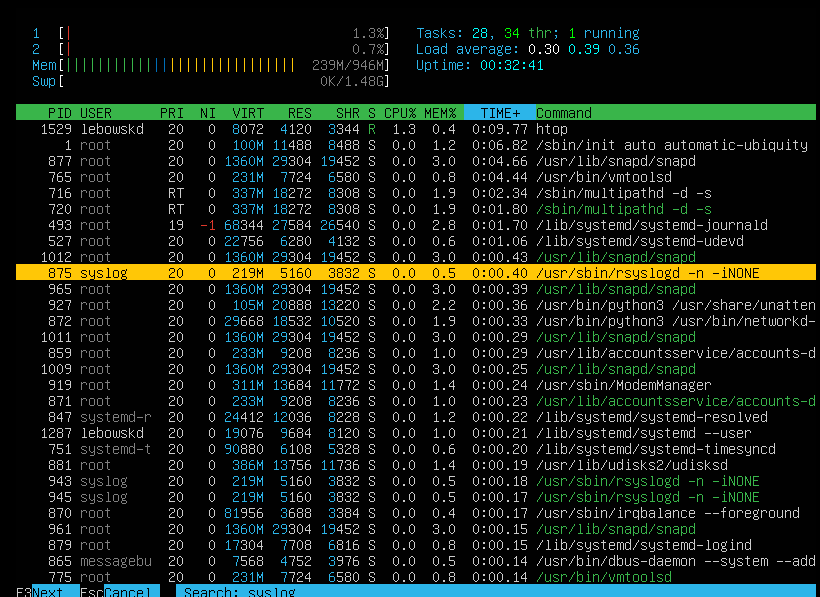 1 [| 1.3%] Tasks: 28, 34 thr; 1 running
2 [| 0.7%] Load average: 0.30 0.39 0.36
Mem[||||||||||||||||||||||||||||| 239M/946M] Uptime: 00:32:41
Swp[ 0K/1.48G]
PID USER PRI NI VIRT RES SHR S CPU% MEM% TIME+ Command
1529 lebowskd 20 0 8072 4120 3344 R 1.3 0.4 0:09.77 htop
1 root 20 0 100M 11488 8488 S 0.0 1.2 0:06.82 /sbin/init auto automatic-ubiquity
877 root 20 0 1360M 29304 19452 S 0.0 3.0 0:04.66 /usr/lib/snapd/snapd
765 root 20 0 231M 7724 6580 S 0.0 0.8 0:04.44 /usr/bin/vmtoolsd
716 root RT 0 337M 18272 8308 S 0.0 1.9 0:02.34 /sbin/multipathd -d -s
720 root RT 0 337M 18272 8308 S 0.0 1.9 0:01.80 /sbin/multipathd -d -s
493 root 19 -1 68344 27584 26540 S 0.0 2.8 0:01.70 /lib/systemd/systemd-journald
527 root 20 0 22756 6280 4132 S 0.0 0.6 0:01.06 /lib/systemd/systemd-udevd
1012 root 20 0 1360M 29304 19452 S 0.0 3.0 0:00.43 /usr/lib/snapd/snapd
875 syslog 20 0 219M 5160 3832 S 0.0 0.5 0:00.40 /usr/sbin/rsyslogd -n -iNONE
965 root 20 0 1360M 29304 19452 S 0.0 3.0 0:00.39 /usr/lib/snapd/snapd
927 root 20 0 105M 20888 13220 S 0.0 2.2 0:00.36 /usr/bin/python3 /usr/share/unatten
872 root 20 0 29668 18532 10520 S 0.0 1.9 0:00.33 /usr/bin/python3 /usr/bin/networkd-
1011 root 20 0 1360M 29304 19452 S 0.0 3.0 0:00.29 /usr/lib/snapd/snapd
859 root 20 0 233M 9208 8236 S 0.0 1.0 0:00.29 /usr/lib/accountsservice/accounts-d
1009 root 20 0 1360M 29304 19452 S 0.0 3.0 0:00.25 /usr/lib/snapd/snapd
919 root 20 0 311M 13684 11772 S 0.0 1.4 0:00.24 /usr/sbin/ModemManager
871 root 20 0 233M 9208 8236 S 0.0 1.0 0:00.23 /usr/lib/accountsservice/accounts-d
847 systemd-r 20 0 24412 12036 8228 S 0.0 1.2 0:00.22 /lib/systemd/systemd-resolved
1287 lebowskd 20 0 19076 9684 8120 S 0.0 1.0 0:00.21 /lib/systemd/systemd --user
751 systemd-t 20 0 90880 6108 5328 S 0.0 0.6 0:00.20 /lib/systemd/systemd-timesyncd
881 root 20 0 386M 13756 11736 S 0.0 1.4 0:00.19 /usr/lib/udisks2/udisksd
943 syslog 20 0 219M 5160 3832 S 0.0 0.5 0:00.18 /usr/sbin/rsyslogd -n -iNONE
945 syslog 20 0 219M 5160 3832 S 0.0 0.5 0:00.17 /usr/sbin/rsyslogd -n -iNONE
870 root 20 0 81956 3688 3384 S 0.0 0.4 0:00.17 /usr/sbin/irqbalance --foreground
961 root 20 0 1360M 29304 19452 S 0.0 3.0 0:00.15 /usr/lib/snapd/snapd
879 root 20 0 17304 7708 6816 S 0.0 0.8 0:00.15 /lib/systemd/systemd-logind
865 messagebu 20 0 7568 4752 3976 S 0.0 0.5 0:00.14 /usr/bin/dbus-daemon --system --add
775 root 20 0 231M 7724 6580 S 0.0 0.8 0:00.14 /usr/bin/vmtoolsd
F3Next EscCancel Search: syslog